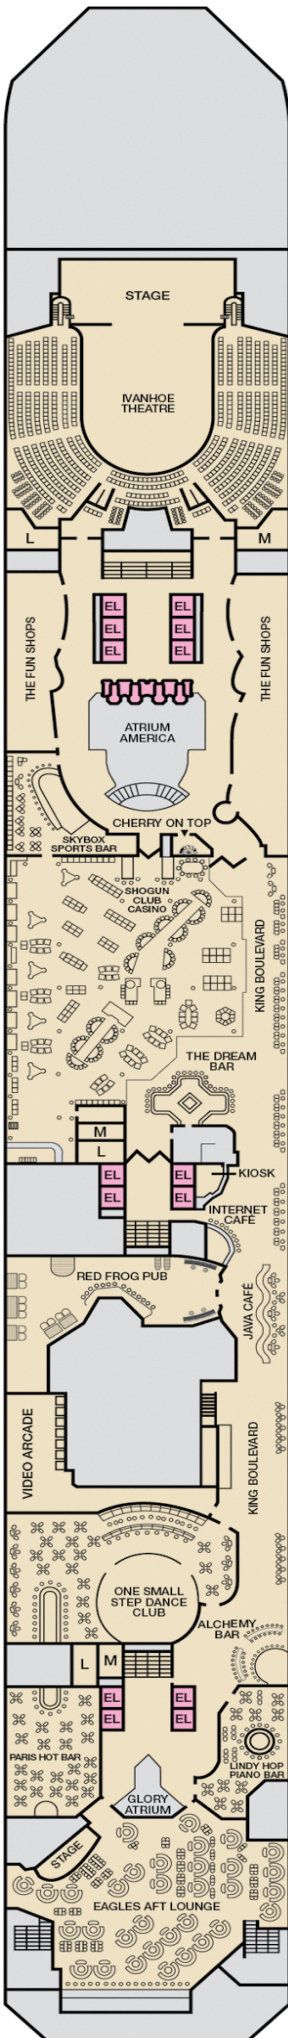 STAGE
IVANHOE
THEATRE
L
M
THE FUN SHOPS
EL
EL
EL
EL
EL
EL
THE FUN SHOPS
ATRIUM
AMERICA
CHERRY ON TOP
SKYBOX
SPORTS BAR
SHOGUN
CLUB
CASINO
KING BOULEVARD
THE DREAM
BAR
M
L
EL
EL
EL
EL
KIOSK
INTERNET
CAFÉ
RED FROG PUB
JAVA CAFÉ
VIDEO ARCADE
KING BOULEVARD
ONE SMALL
STEP DANCE
CLUB
ALCHEMY
BAR
L
M
EL
EL
EL
EL
PARIS HOT BAR
LINDY HOP
PIANO BAR
GLORY
ATRIUM
STAGE
EAGLES AFT LOUNGE